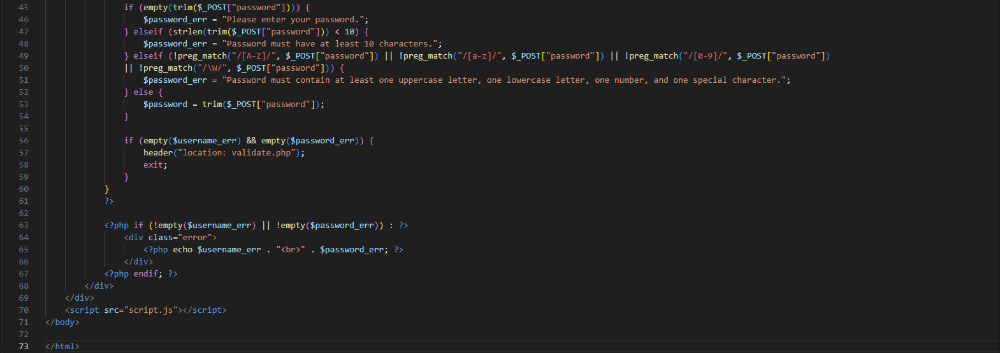 45 if (empty(trim($_POST["password"]))) {
46 $password_err = "Please enter your password.";
47 } elseif (strlen(trim($_POST["password"])) < 10) {
48 $password_err = "Password must have at least 10 characters.";
49 } elseif (!preg_match("/[A-Z]/", $_POST["password"]) || !preg_match("/[a-z]/", $_POST["password"]) || !preg_match("/[0-9]/", $_POST["password"])
50 || !preg_match("/\W/", $_POST["password"])) {
51 $password_err = "Password must contain at least one uppercase letter, one lowercase letter, one number, and one special character.";
52 } else {
53 $password = trim($_POST["password"]);
54 }
55
56 if (empty($username_err) && empty($password_err)) {
57 header("location: validate.php");
58 exit;
59 }
60 }
61 ?>
62
63 <?php if (!empty($username_err) || !empty($password_err)) : ?>
64 <div class="error">
65 <?php echo $username_err . "<br>" . $password_err; ?>
66 </div>
67 <?php endif; ?>
68 </div>
69 </div>
70 <script src="script.js"></script>
71 </body>
72
73 </html>